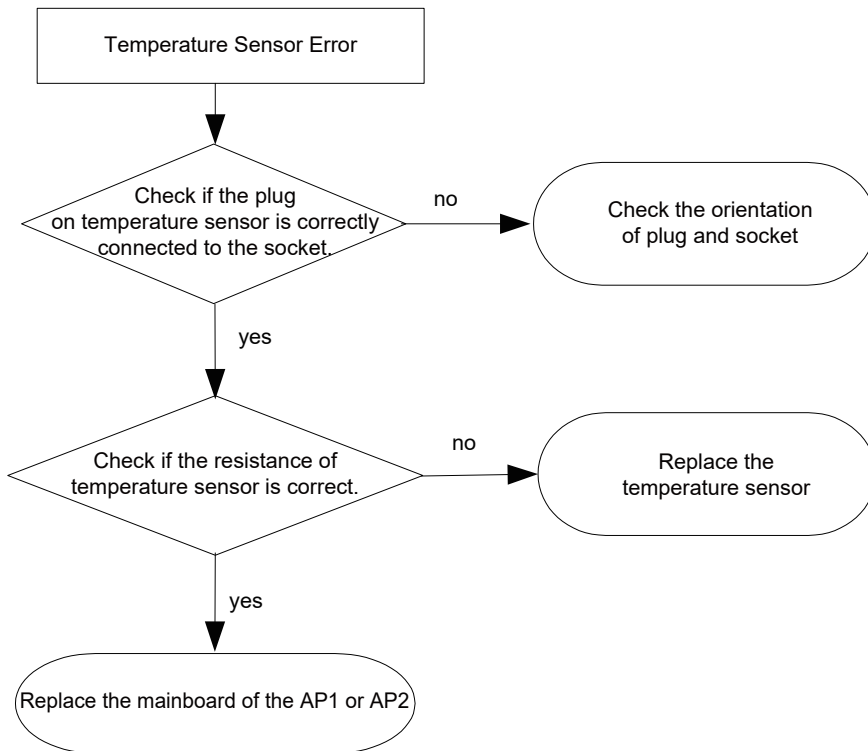 Temperature Sensor Error
Check if the plug
on temperature sensor is correctly
connected to the socket.
no
Check the orientation
of plug and socket
yes
Check if the resistance of
temperature sensor is correct.
no
Replace the
temperature sensor
yes
Replace the mainboard of the AP1 or AP2